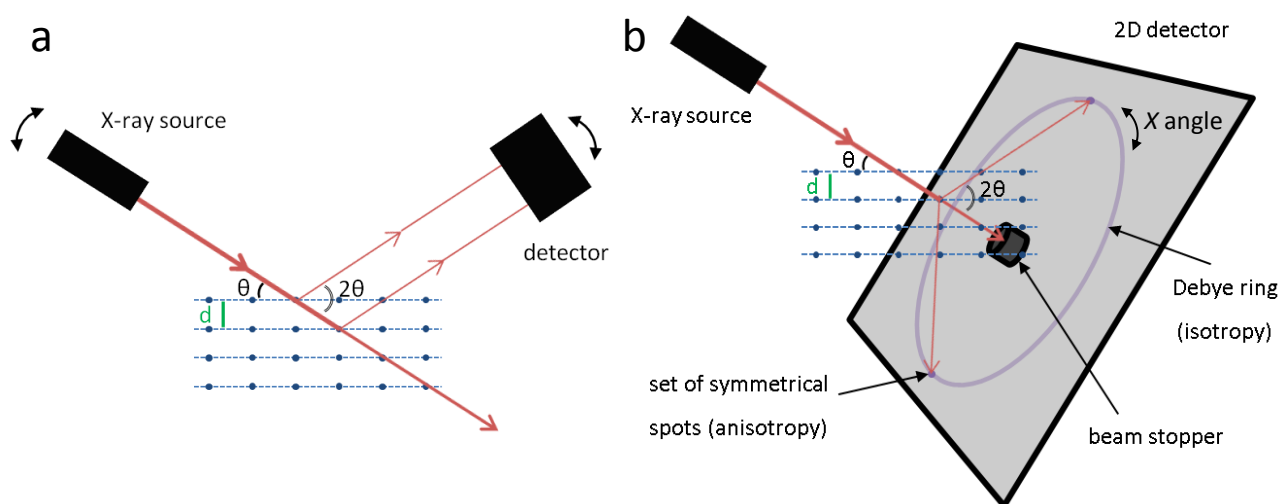 a
X-ray source
θ
2θ
d
detector
b
2D detector
X-ray source
X angle
θ
d
2θ
Debye ring
(isotropy)
set of symmetrical
spots (anisotropy)
beam stopper